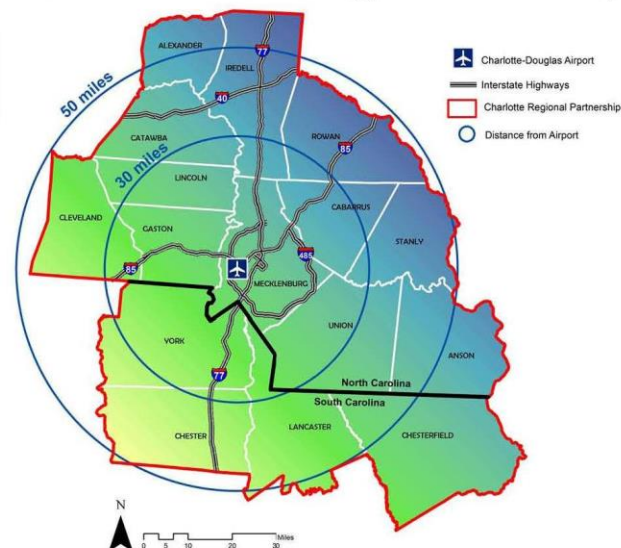 ALEXANDER
77
IREDELL
50 miles
40
CATAWBA
ROWAN
30 miles
85
LINCOLN
CABARRUS
CLEVELAND
GASTON
STANLY
485
85
MECKLENBURG
UNION
YORK
ANSON
77
North Carolina
South Carolina
LANCASTER
CHESTER
CHESTERFIELD
Charlotte-Douglas Airport
Interstate Highways
Charlotte Regional Partnership
Distance from Airport
N
Miles
0 5 10 20 30